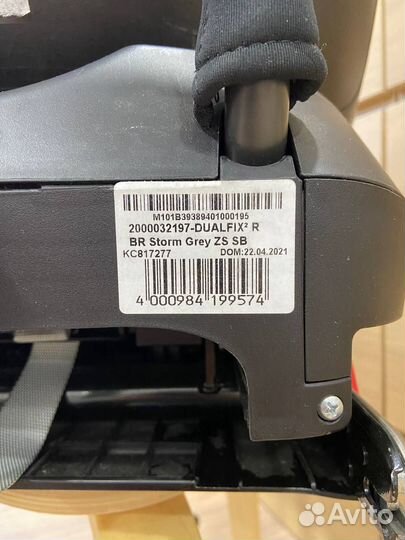 M101B39389401000195
2000032197-DUALFIX² R
BR Storm Grey ZS SB
KC817277 DOM:22.04.2021
4 000984 199574
Avito